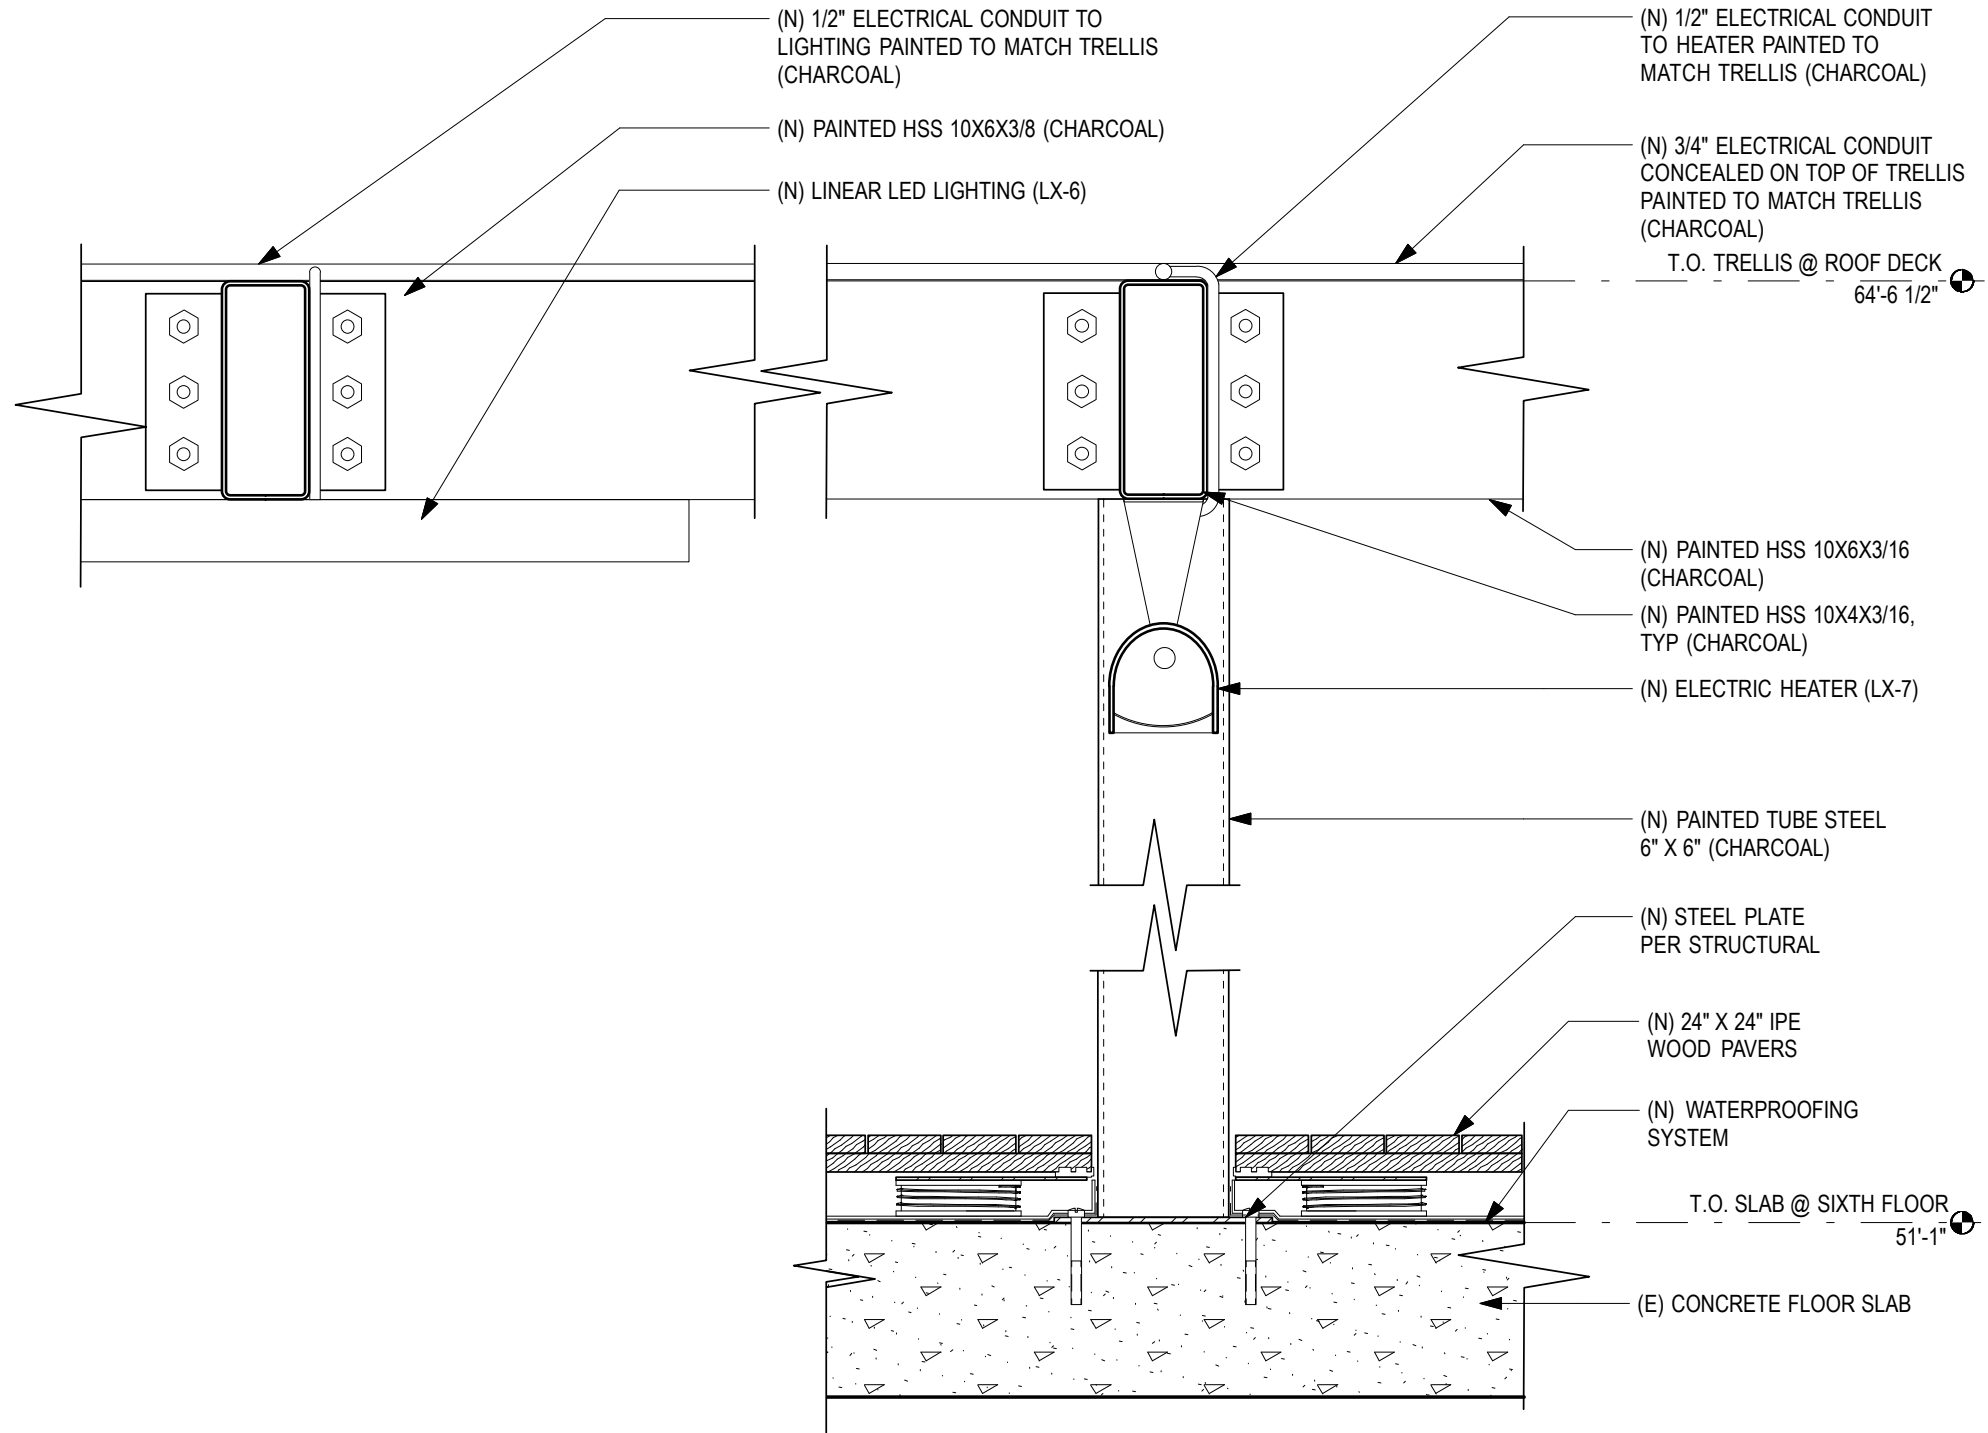 (N) 1/2" ELECTRICAL CONDUIT TO
LIGHTING PAINTED TO MATCH TRELLIS
(CHARCOAL)
(N) PAINTED HSS 10X6X3/8 (CHARCOAL)
(N) LINEAR LED LIGHTING (LX-6)
(N) 1/2" ELECTRICAL CONDUIT
TO HEATER PAINTED TO
MATCH TRELLIS (CHARCOAL)
(N) 3/4" ELECTRICAL CONDUIT
CONCEALED ON TOP OF TRELLIS
PAINTED TO MATCH TRELLIS
(CHARCOAL)
T.O. TRELLIS @ ROOF DECK
64'-6 1/2"
(N) PAINTED HSS 10X6X3/16
(CHARCOAL)
(N) PAINTED HSS 10X4X3/16,
TYP (CHARCOAL)
(N) ELECTRIC HEATER (LX-7)
(N) PAINTED TUBE STEEL
6" X 6" (CHARCOAL)
(N) STEEL PLATE
PER STRUCTURAL
(N) 24" X 24" IPE
WOOD PAVERS
(N) WATERPROOFING
SYSTEM
T.O. SLAB @ SIXTH FLOOR
51'-1"
(E) CONCRETE FLOOR SLAB